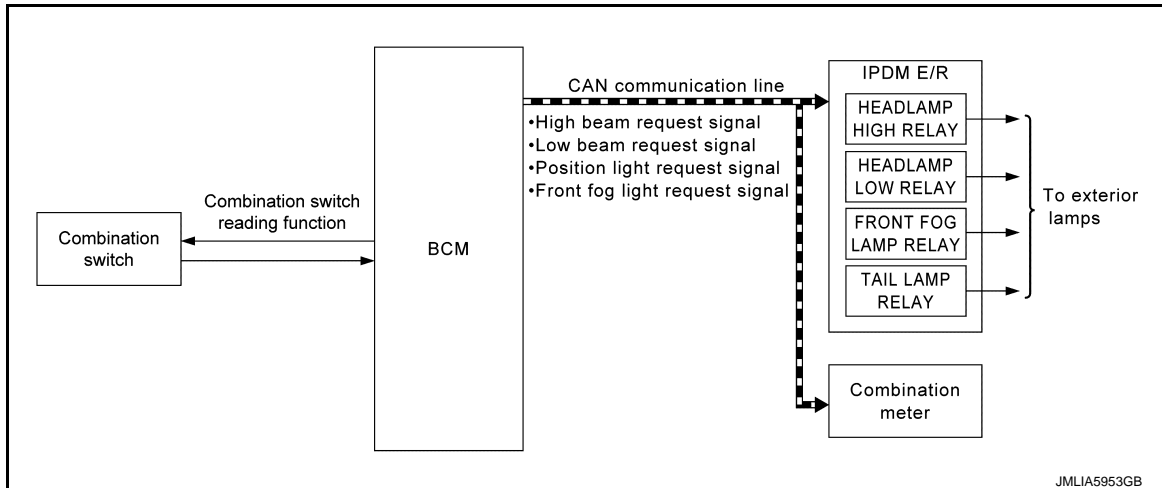 CAN communication line
•High beam request signal
•Low beam request signal
•Position light request signal
•Front fog light request signal
IPDM E/R
HEADLAMP
HIGH RELAY
HEADLAMP
LOW RELAY
FRONT FOG
LAMP RELAY
TAIL LAMP
RELAY
To exterior
lamps
Combination switch
reading function
Combination
switch
BCM
Combination
meter
JMLIA5953GB